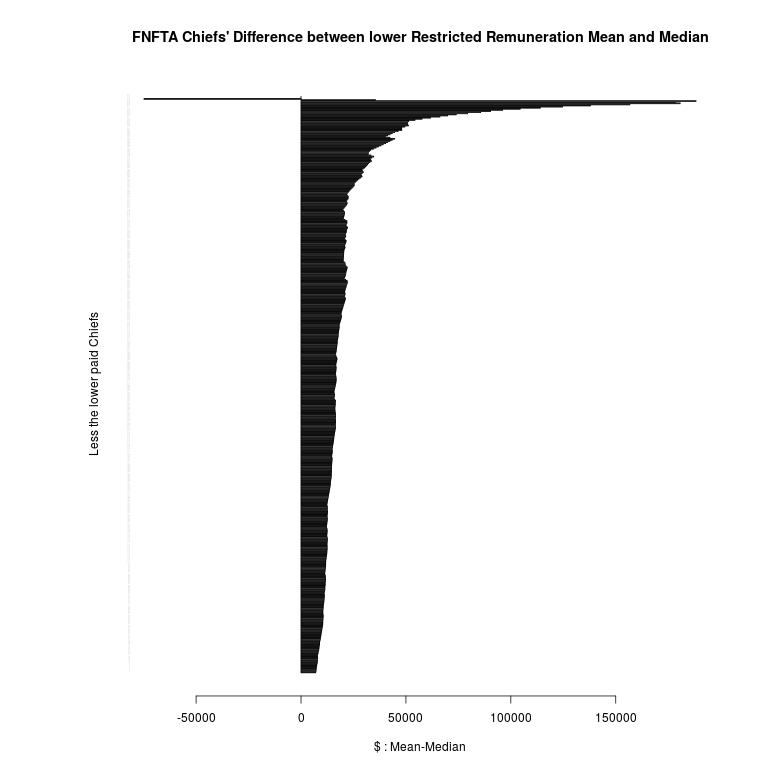 FNFTA Chiefs' Difference between lower Restricted Remuneration Mean and Median
Less the lower paid Chiefs
-50000 0 50000 100000 150000
$ : Mean-Median